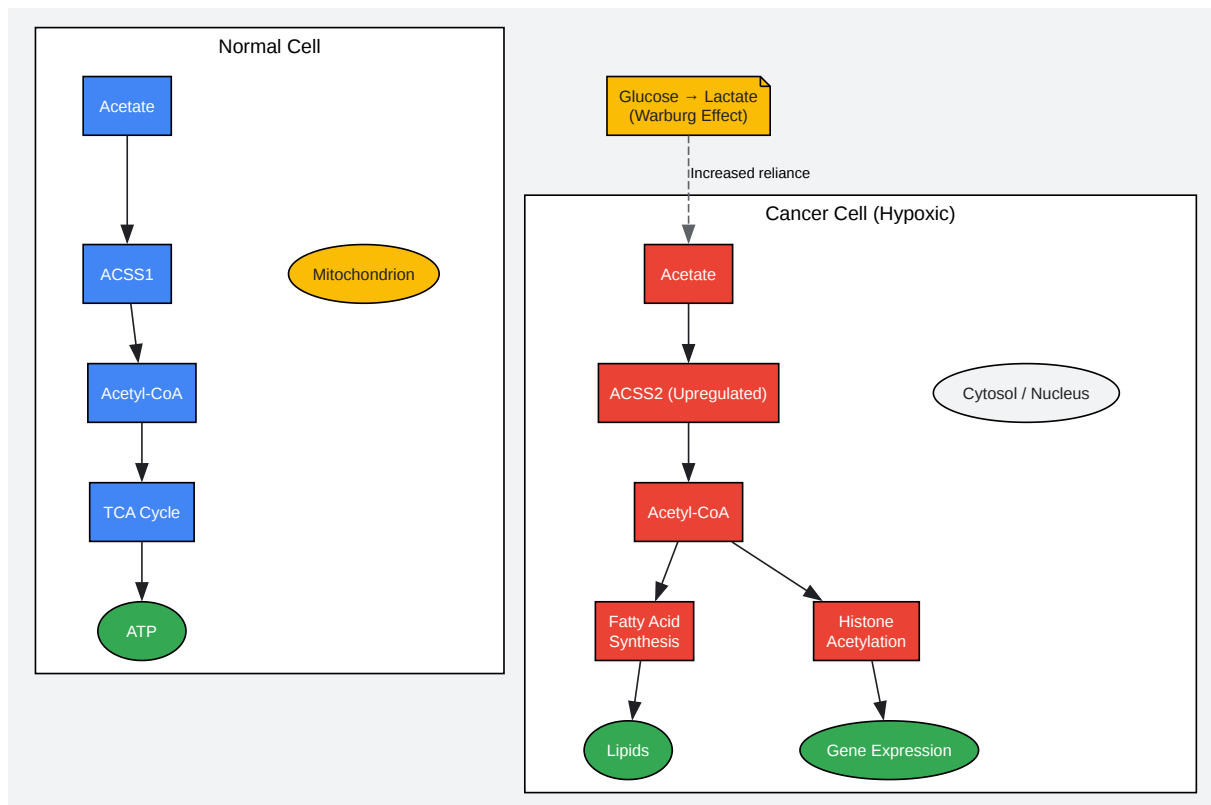 Normal Cell
Acetate
ACSS1
Mitochondrion
Acetyl-CoA
TCA Cycle
ATP
Glucose → Lactate
(Warburg Effect)
Increased reliance
Cancer Cell (Hypoxic)
Acetate
ACSS2 (Upregulated)
Cytosol / Nucleus
Acetyl-CoA
Fatty Acid
Synthesis
Histone
Acetylation
Lipids
Gene Expression